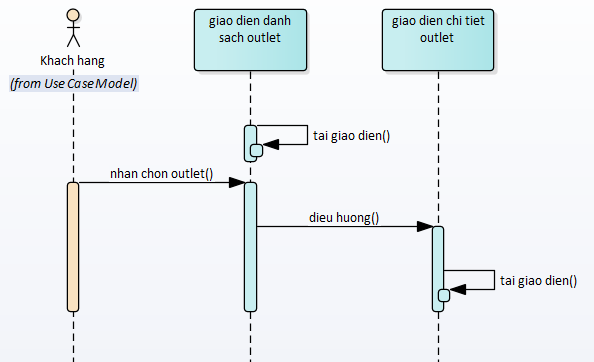 giao dien danh
sach outlet
giao dien chi tiet
outlet
Khach hang
(from Use Case Model)
tai giao dien()
nhan chon outlet()
dieu huong()
tai giao dien()